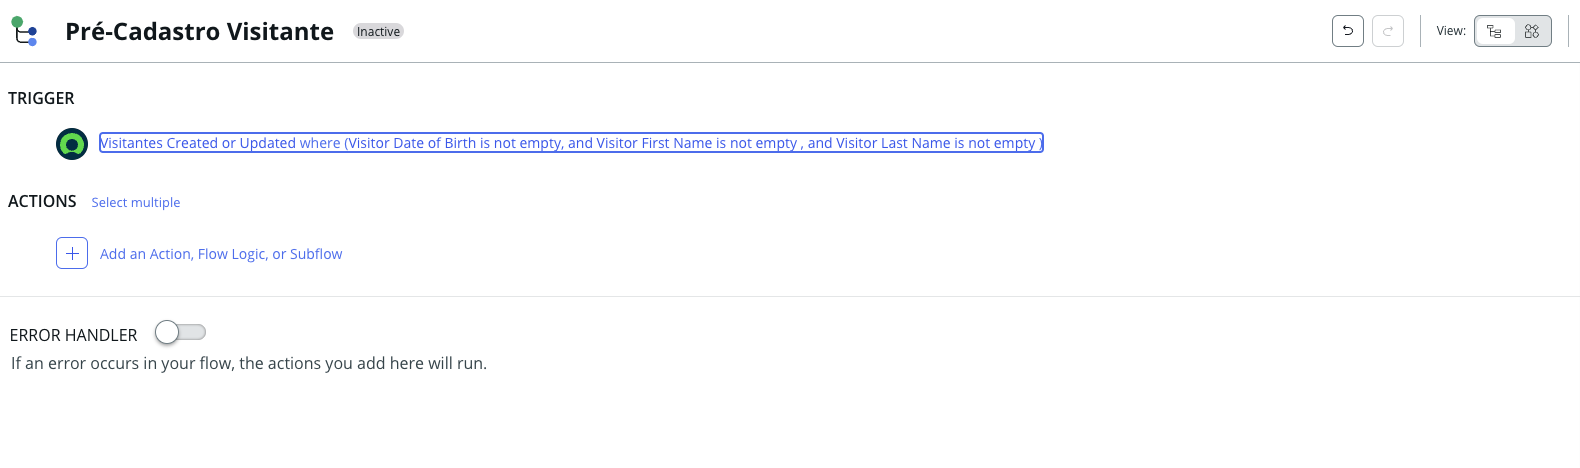 Pré-Cadastro Visitante Inactive View:
TRIGGER
Visitantes Created or Updated where (Visitor Date of Birth is not empty, and Visitor First Name is not empty , and Visitor Last Name is not empty )
ACTIONS Select multiple
Add an Action, Flow Logic, or Subflow
ERROR HANDLER
If an error occurs in your flow, the actions you add here will run.